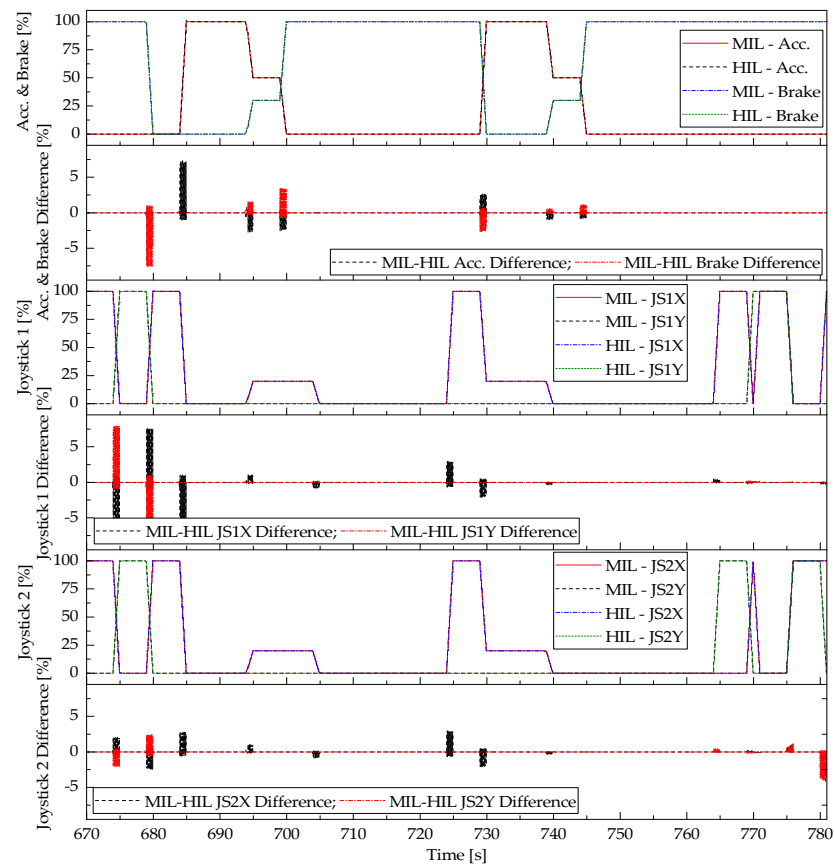 Acc. & Brake [%]
100
75
50
25
0
MIL - Acc.
HIL - Acc.
MIL - Brake
HIL - Brake
Acc. & Brake Difference [%]
5
0
-5
MIL-HIL Acc. Difference; MIL-HIL Brake Difference
Joystick 1 [%]
100
75
50
25
0
MIL - JS1X
MIL - JS1Y
HIL - JS1X
HIL - JS1Y
Joystick 1 Difference [%]
5
0
-5
MIL-HIL JS1X Difference; MIL-HIL JS1Y Difference
Joystick 2 [%]
100
75
50
25
0
MIL - JS2X
MIL - JS2Y
HIL - JS2X
HIL - JS2Y
Joystick 2 Difference [%]
5
0
-5
MIL-HIL JS2X Difference; MIL-HIL JS2Y Difference
670 680 690 700 710 720 730 740 750 760 770 780
Time [s]